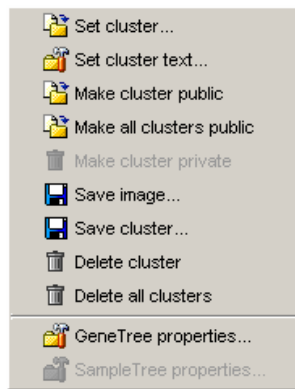 Set cluster...
Set cluster text...
Make cluster public
Make all clusters public
Make cluster private
Save image...
Save cluster...
Delete cluster
Delete all clusters
GeneTree properties...
SampleTree properties...